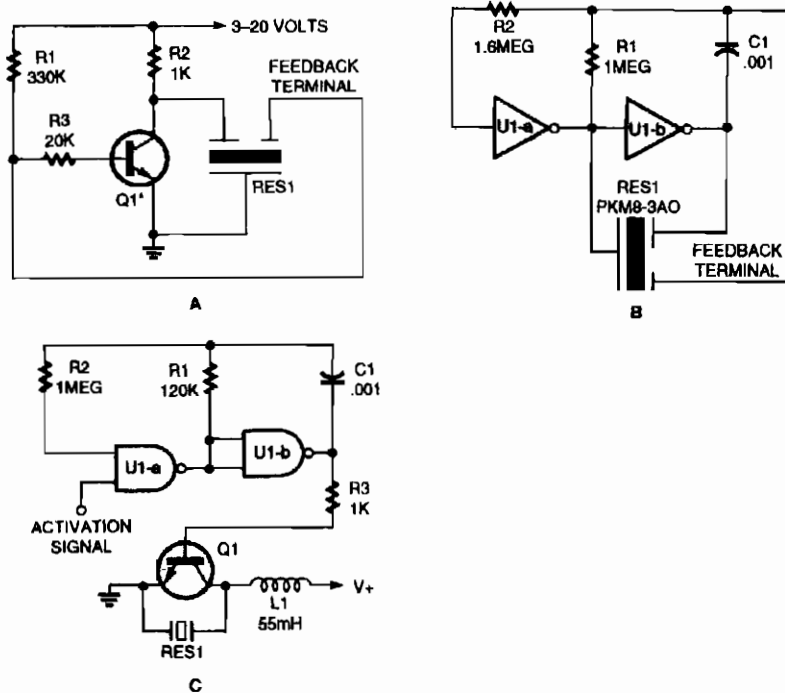 3–20 VOLTS
R1
330K
R2
1K
FEEDBACK
TERMINAL
R3
20K
Q1*
RES1
A
R2
1.6MEG
R1
1MEG
C1
.001
U1-a
U1-b
RES1
PKM8-3AO
FEEDBACK
TERMINAL
B
R2
1MEG
R1
120K
C1
.001
U1-a
U1-b
R3
1K
ACTIVATION
SIGNAL
Q1
V+
L1
55mH
RES1
C